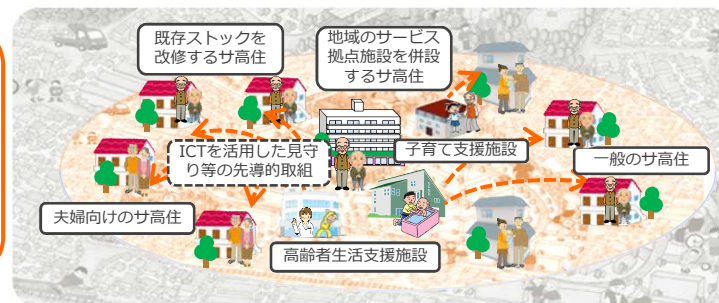 既存ストックを
改修するサ高住
地域のサービス
拠点施設を併設
するサ高住
ICTを活用した見守
り等の先導的取組
子育て支援施設
一般のサ高住
夫婦向けのサ高住
高齢者生活支援施設